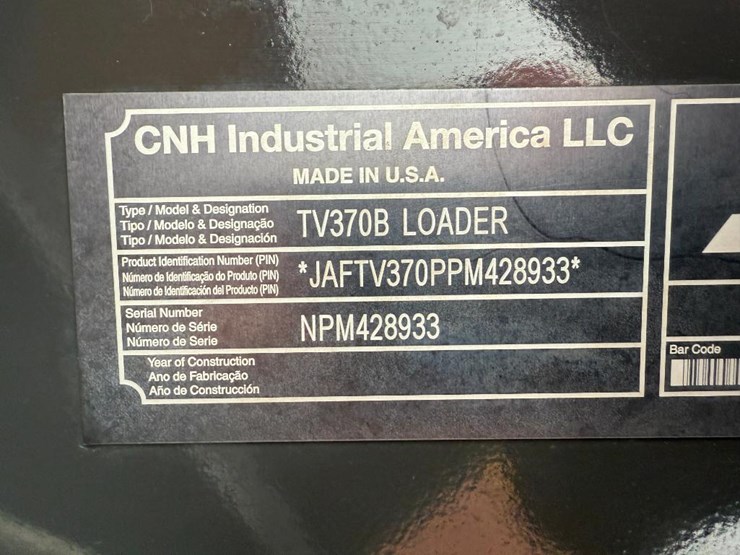 CNH Industrial America LLC
MADE IN U.S.A.
Type / Model & Designation
Tipo / Modelo & Designação
Tipo / Modelo & Designación
TV370B LOADER
Product Identification Number (PIN)
Número de Identificação do Produto (PIN)
Número de Identificación del Producto (PIN)
*JAFTV370PPM428933*
Serial Number
Número de Série
Número de Serie
NPM428933
Year of Construction
Ano de Fabricação
Año de Construcción
Bar Code